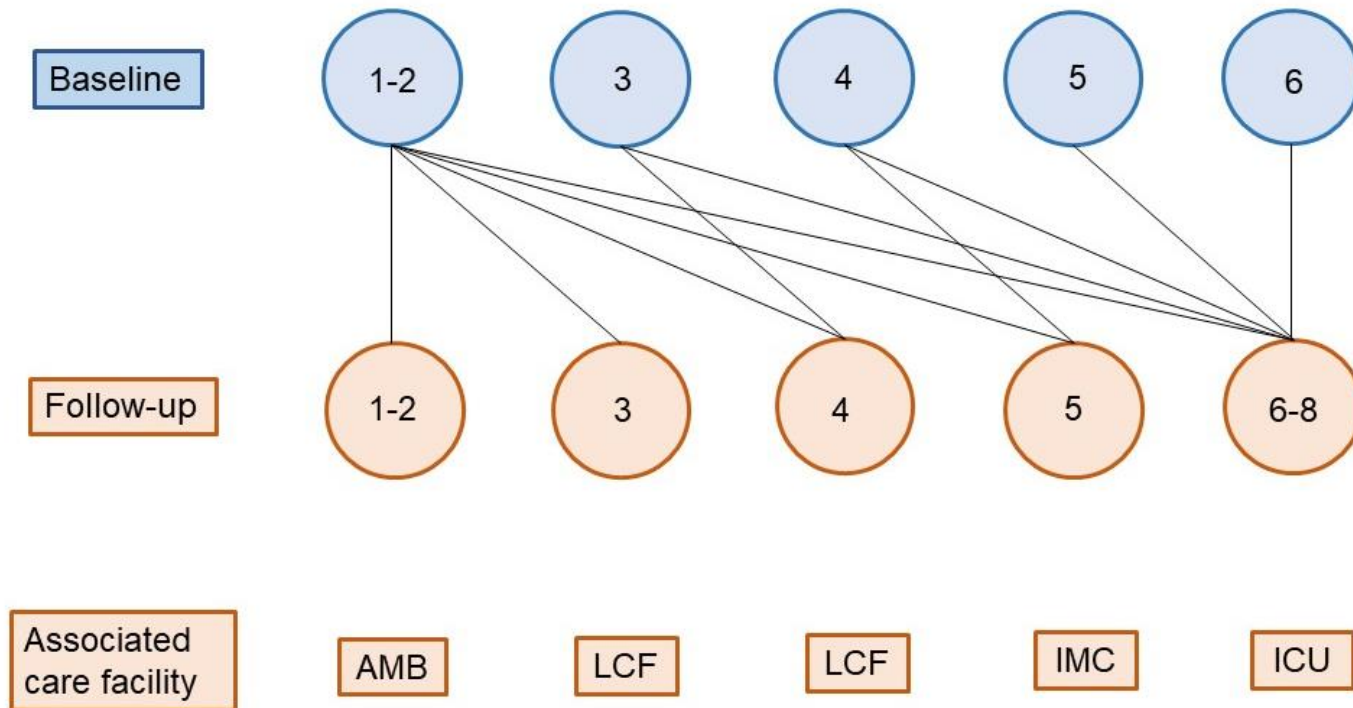 Baseline
1-2
3
4
5
6
Follow-up
1-2
3
4
5
6-8
Associated
care facility
AMB
LCF
LCF
IMC
ICU